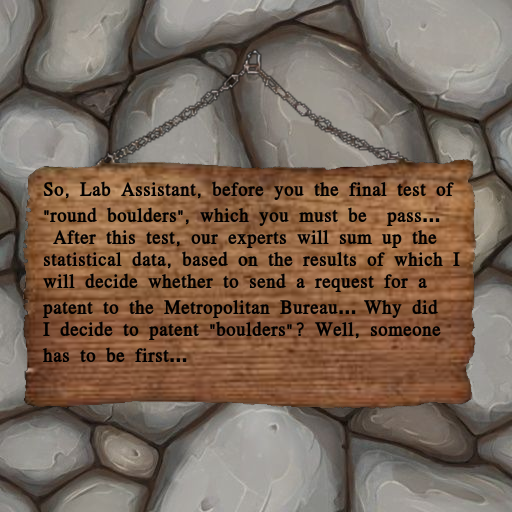 So, Lab Assistant, before you the final test of
"round boulders", which you must be pass...
After this test, our experts will sum up the
statistical data, based on the results of which I
will decide whether to send a request for a
patent to the Metropolitan Bureau... Why did
I decide to patent "boulders"? Well, someone
has to be first...